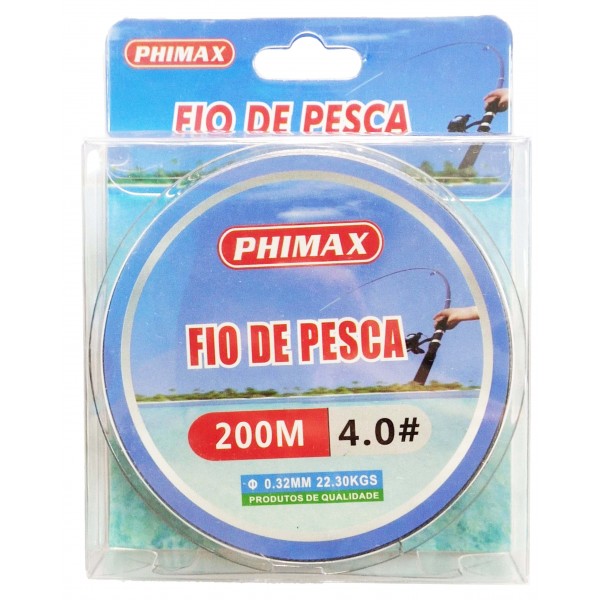 PHIMAX
FIO DE PESCA
PHIMAX
FIO DE PESCA
200M 4.0#
Φ 0.32MM 22.30KGS
PRODUTOS DE QUALIDADE